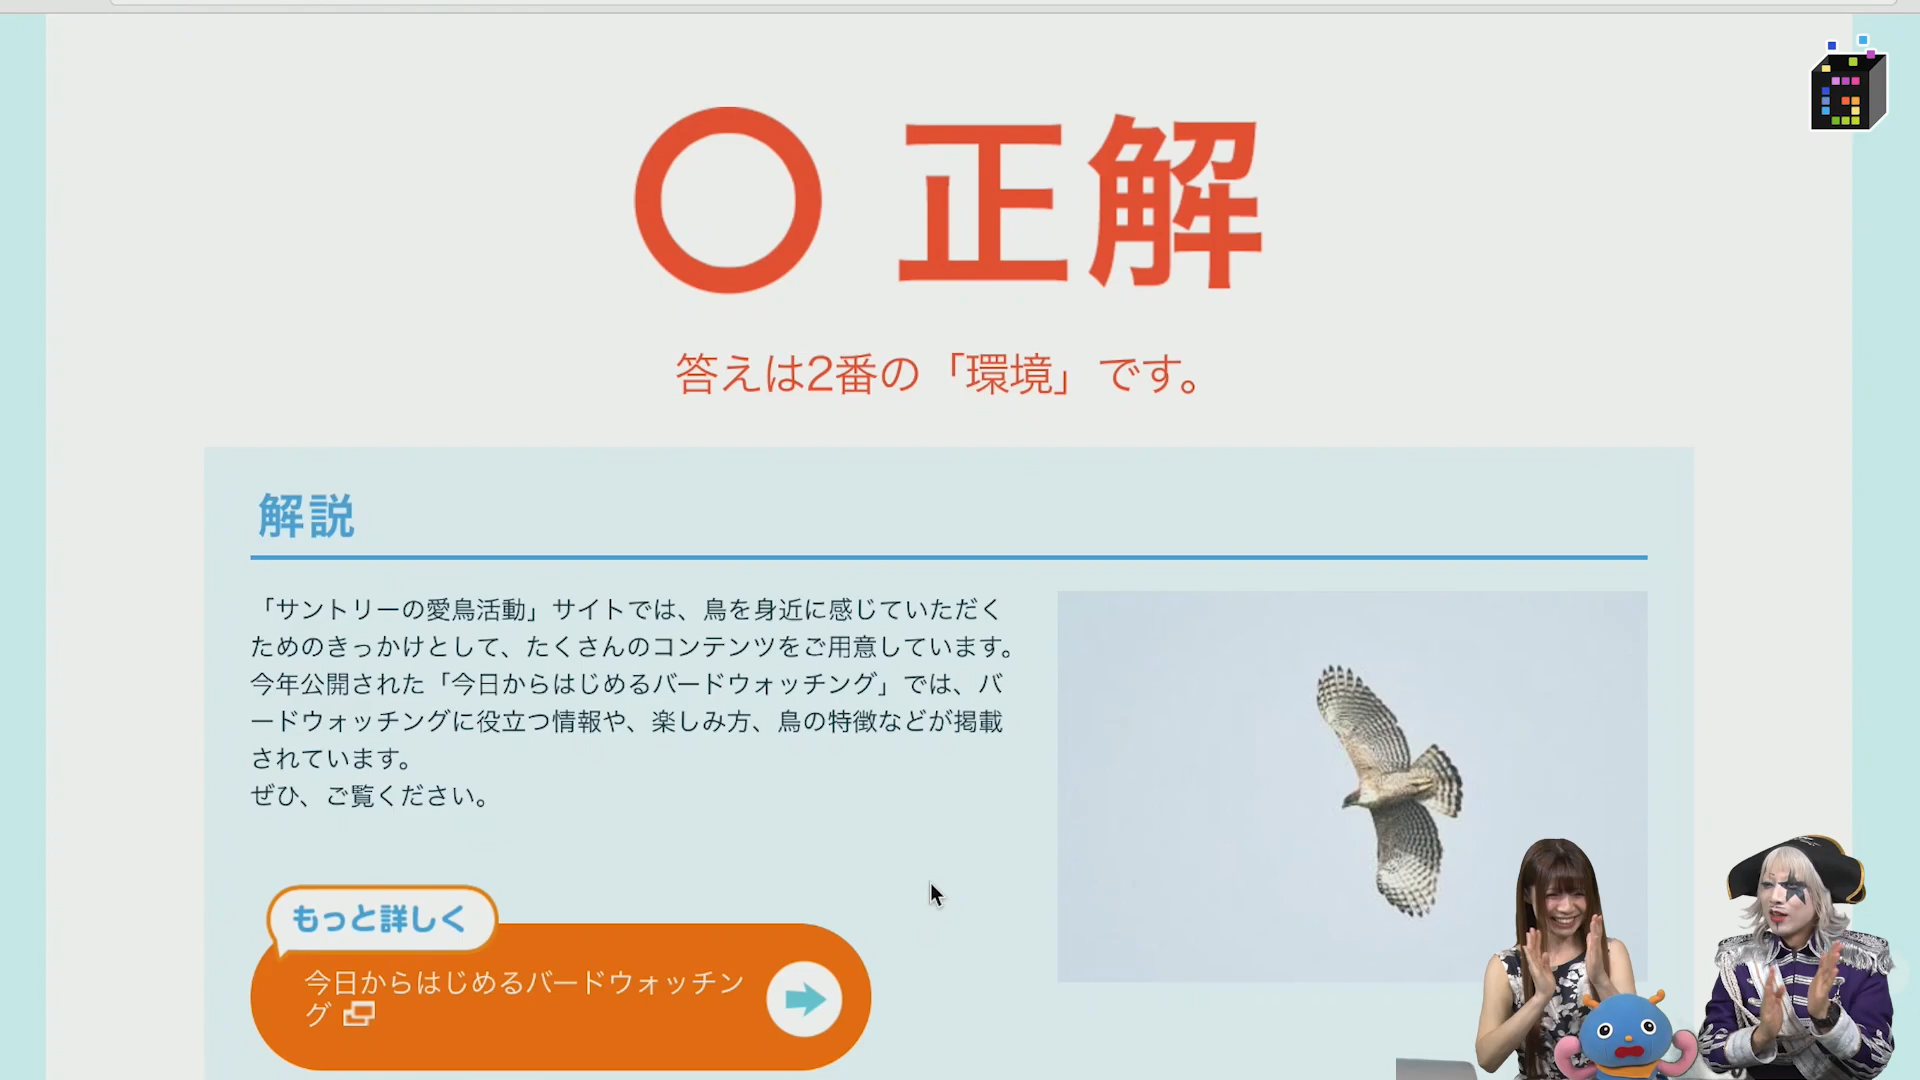 正解
答えは2番の「環境」です。
解説
「サントリーの愛鳥活動」サイトでは、鳥を身近に感じていただく
ためのきっかけとして、たくさんのコンテンツをご用意しています。
今年公開された「今日からはじめるバードウォッチング」では、バ
ードウォッチングに役立つ情報や、楽しみ方、鳥の特徴などが掲載
されています。
ぜひ、ご覧ください。
もっと詳しく
今日からはじめるバードウォッチン
グ
G